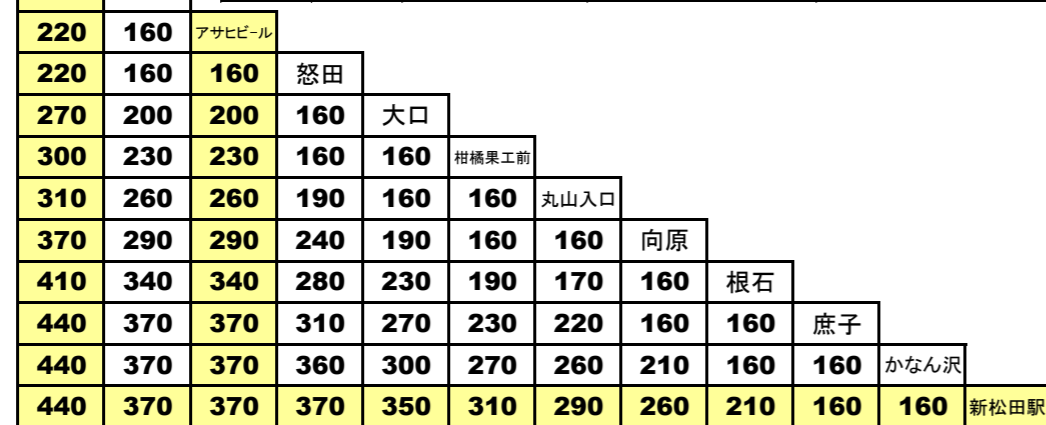 220 160 アサヒビール
220 160 160 怒田
270 200 200 160 大口
300 230 230 160 160 柑橘果工前
310 260 260 190 160 160 丸山入口
370 290 290 240 190 160 160 向原
410 340 340 280 230 190 170 160 根石
440 370 370 310 270 230 220 160 160 庶子
440 370 370 360 300 270 260 210 160 160 かなん沢
440 370 370 370 350 310 290 260 210 160 160 新松田駅